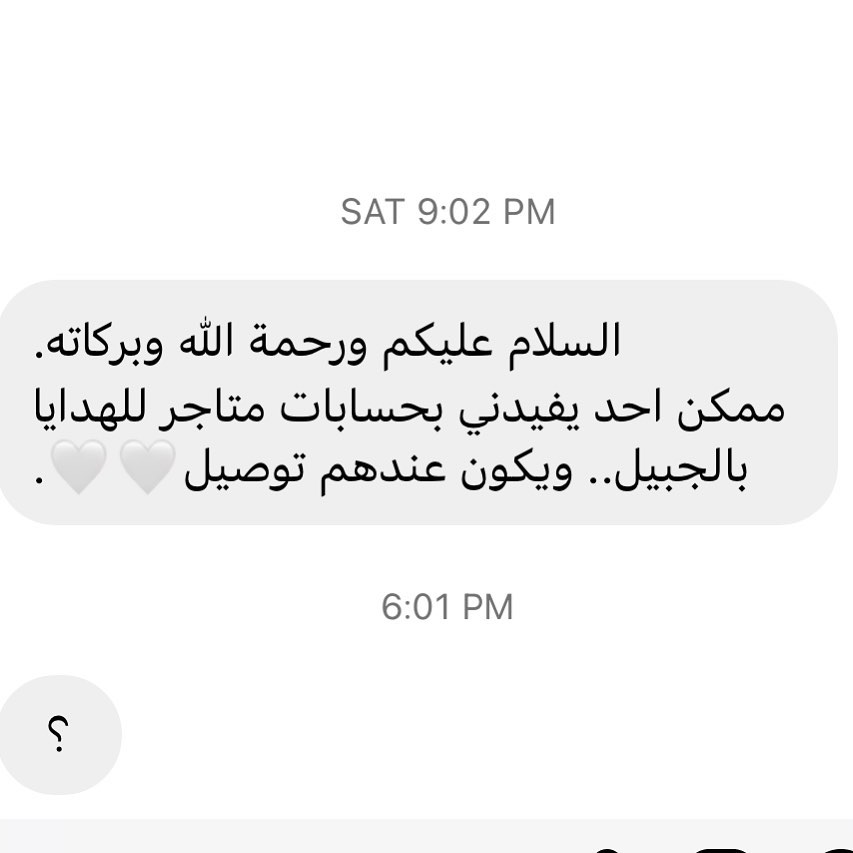 SAT 9:02 PM
السلام عليكم ورحمة الله وبركاته.
ممكن احد يفيدني بحسابات متاجر للهدايا
بالجبيل.. ويكون عندهم توصيل🤍🤍.
6:01 PM
؟